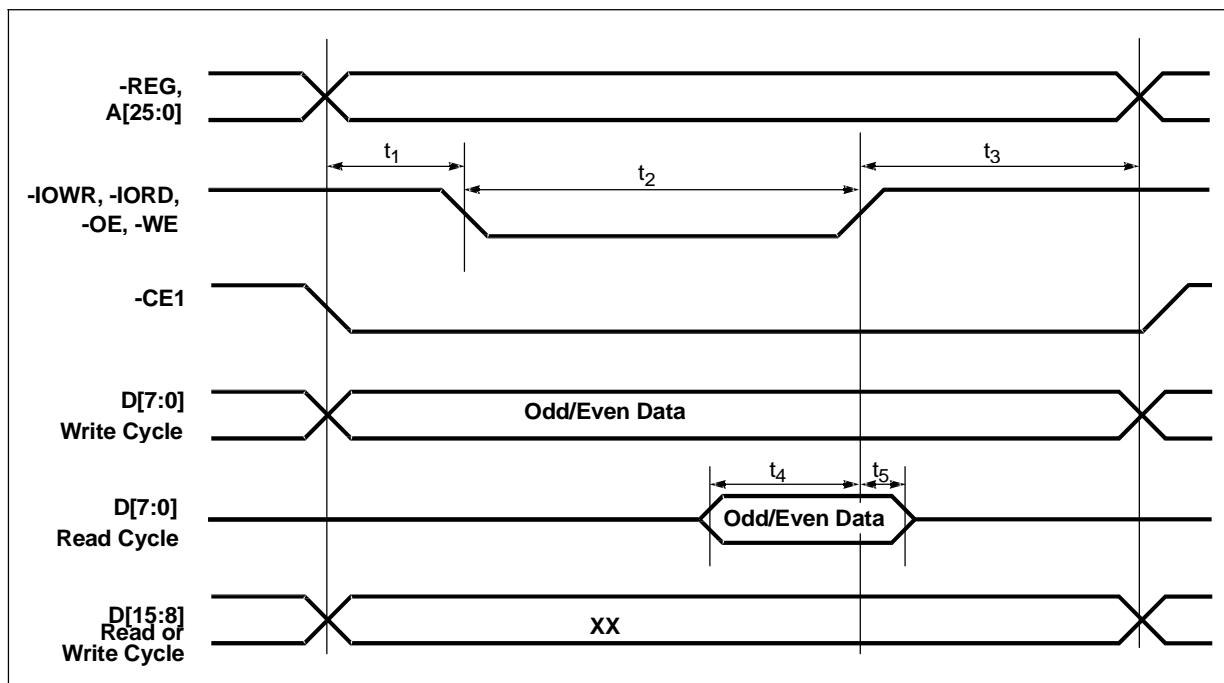 -REG,
A[25:0]
t1
t2
t3
-IOWR, -IORD,
-OE, -WE
-CE1
D[7:0]
Write Cycle
Odd/Even Data
t4
t5
D[7:0]
Read Cycle
Odd/Even Data
D[15:8]
Read or
Write Cycle
XX